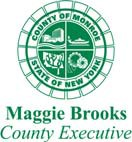 COUNTY OF MONROE
STATE OF NEW YORK
Maggie Brooks
County Executive